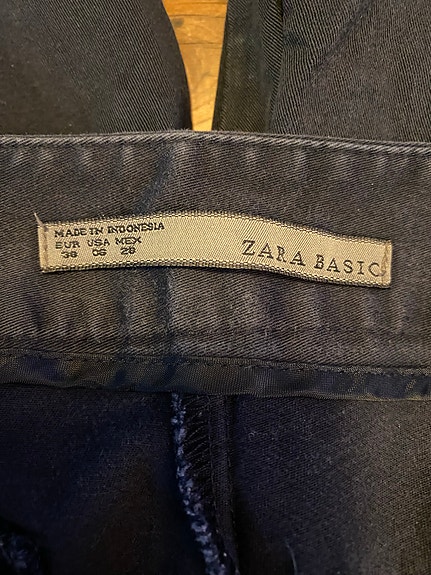 MADE IN INDONESIA
EUR USA MEX
38 06 28
ZARA BASIC